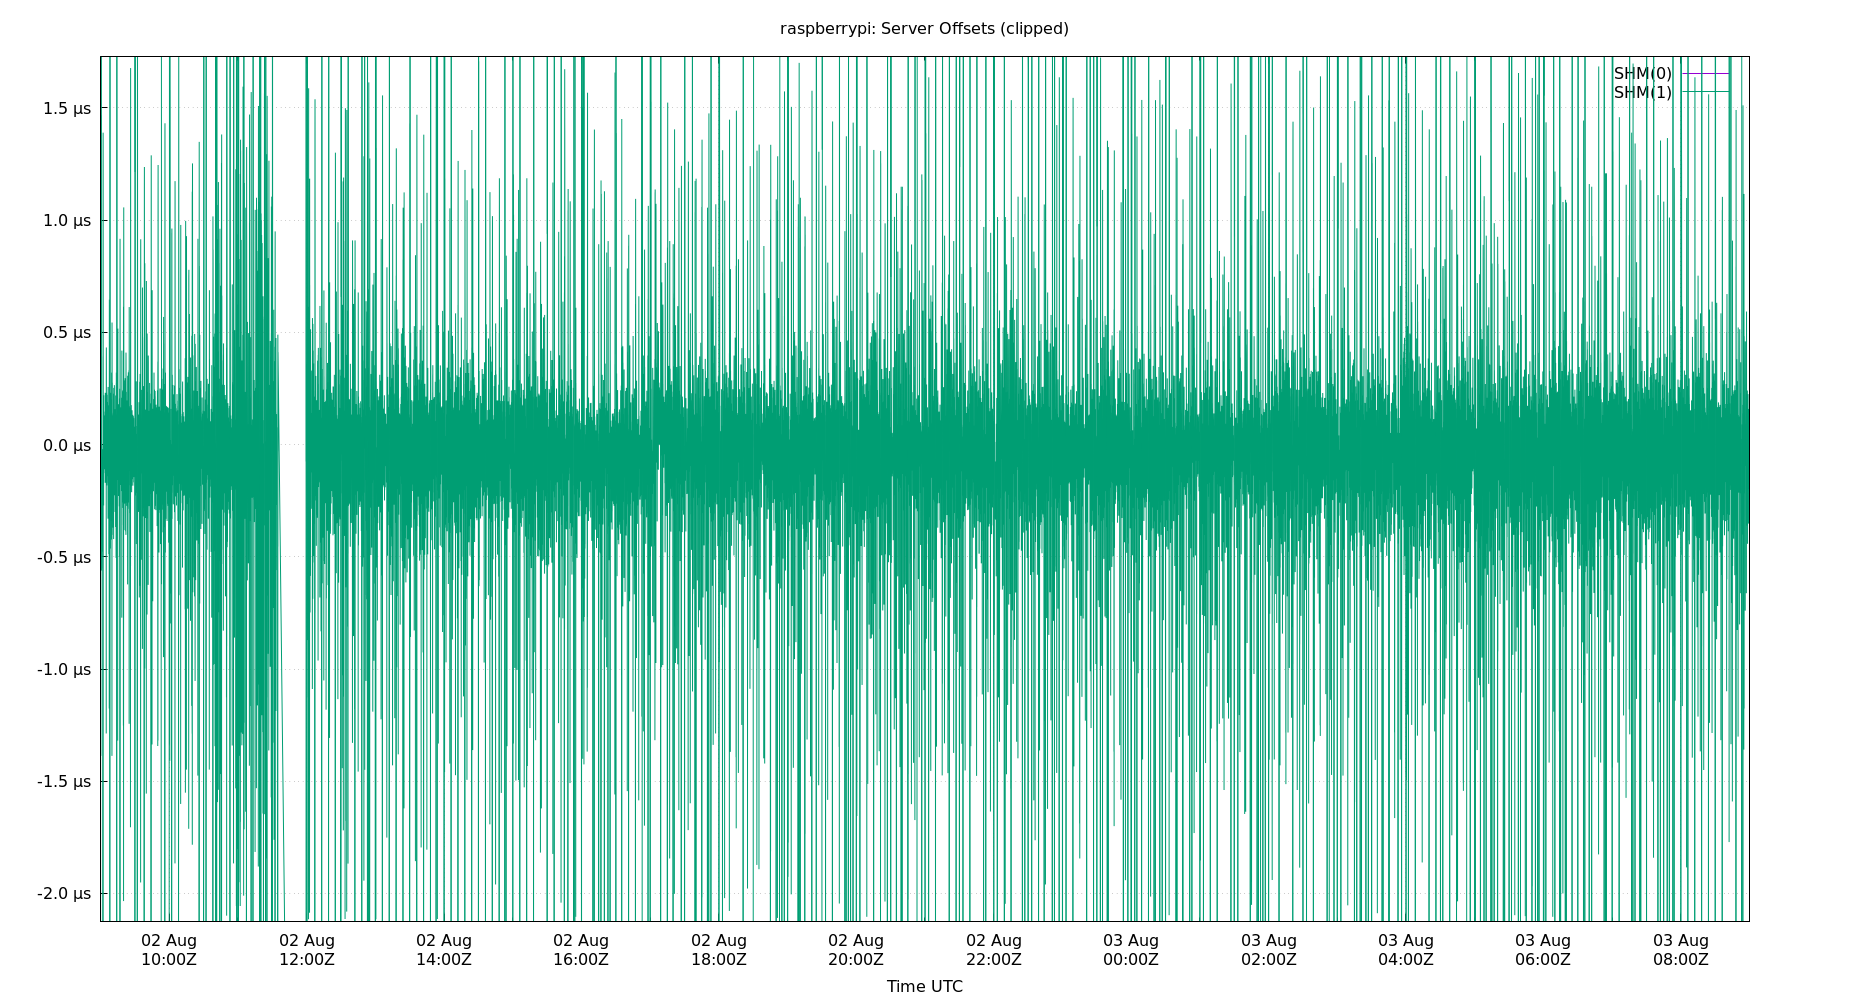 raspberrypi: Server Offsets (clipped)
SHM(0)
SHM(1)
1.5 µs
1.0 µs
0.5 µs
0.0 µs
-0.5 µs
-1.0 µs
-1.5 µs
-2.0 µs
02 Aug 02 Aug 02 Aug 02 Aug 02 Aug 02 Aug 02 Aug 03 Aug 03 Aug 03 Aug 03 Aug 03 Aug
10:00Z 12:00Z 14:00Z 16:00Z 18:00Z 20:00Z 22:00Z 00:00Z 02:00Z 04:00Z 06:00Z 08:00Z
Time UTC